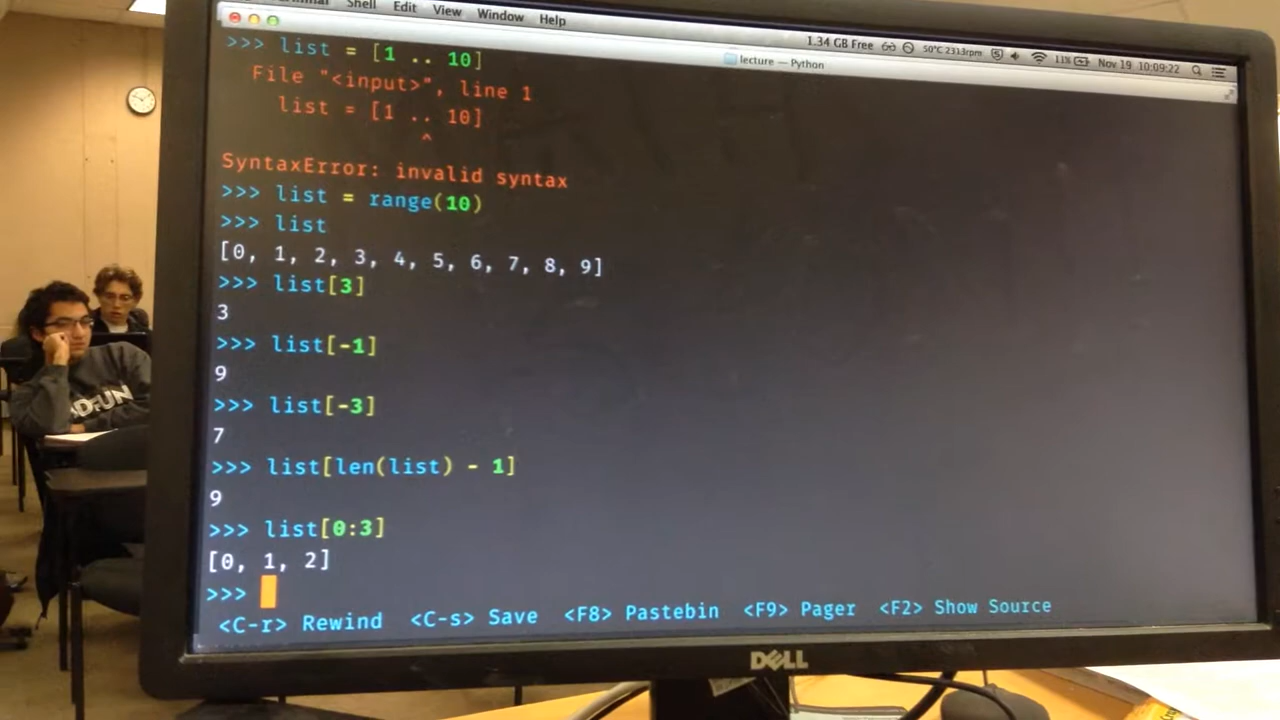 Shell Edit View Window Help
1.34 GB Free 50°C 2313rpm 11% Nov 19 10:09:22
lecture — Python
>>> list = [1 .. 10]
File "<input>", line 1
list = [1 .. 10]
^
SyntaxError: invalid syntax
>>> list = range(10)
>>> list
[0, 1, 2, 3, 4, 5, 6, 7, 8, 9]
>>> list[3]
3
>>> list[-1]
9
>>> list[-3]
7
>>> list[len(list) - 1]
9
>>> list[0:3]
[0, 1, 2]
>>>
<C-r> Rewind <C-s> Save <F8> Pastebin <F9> Pager <F2> Show Source
DELL